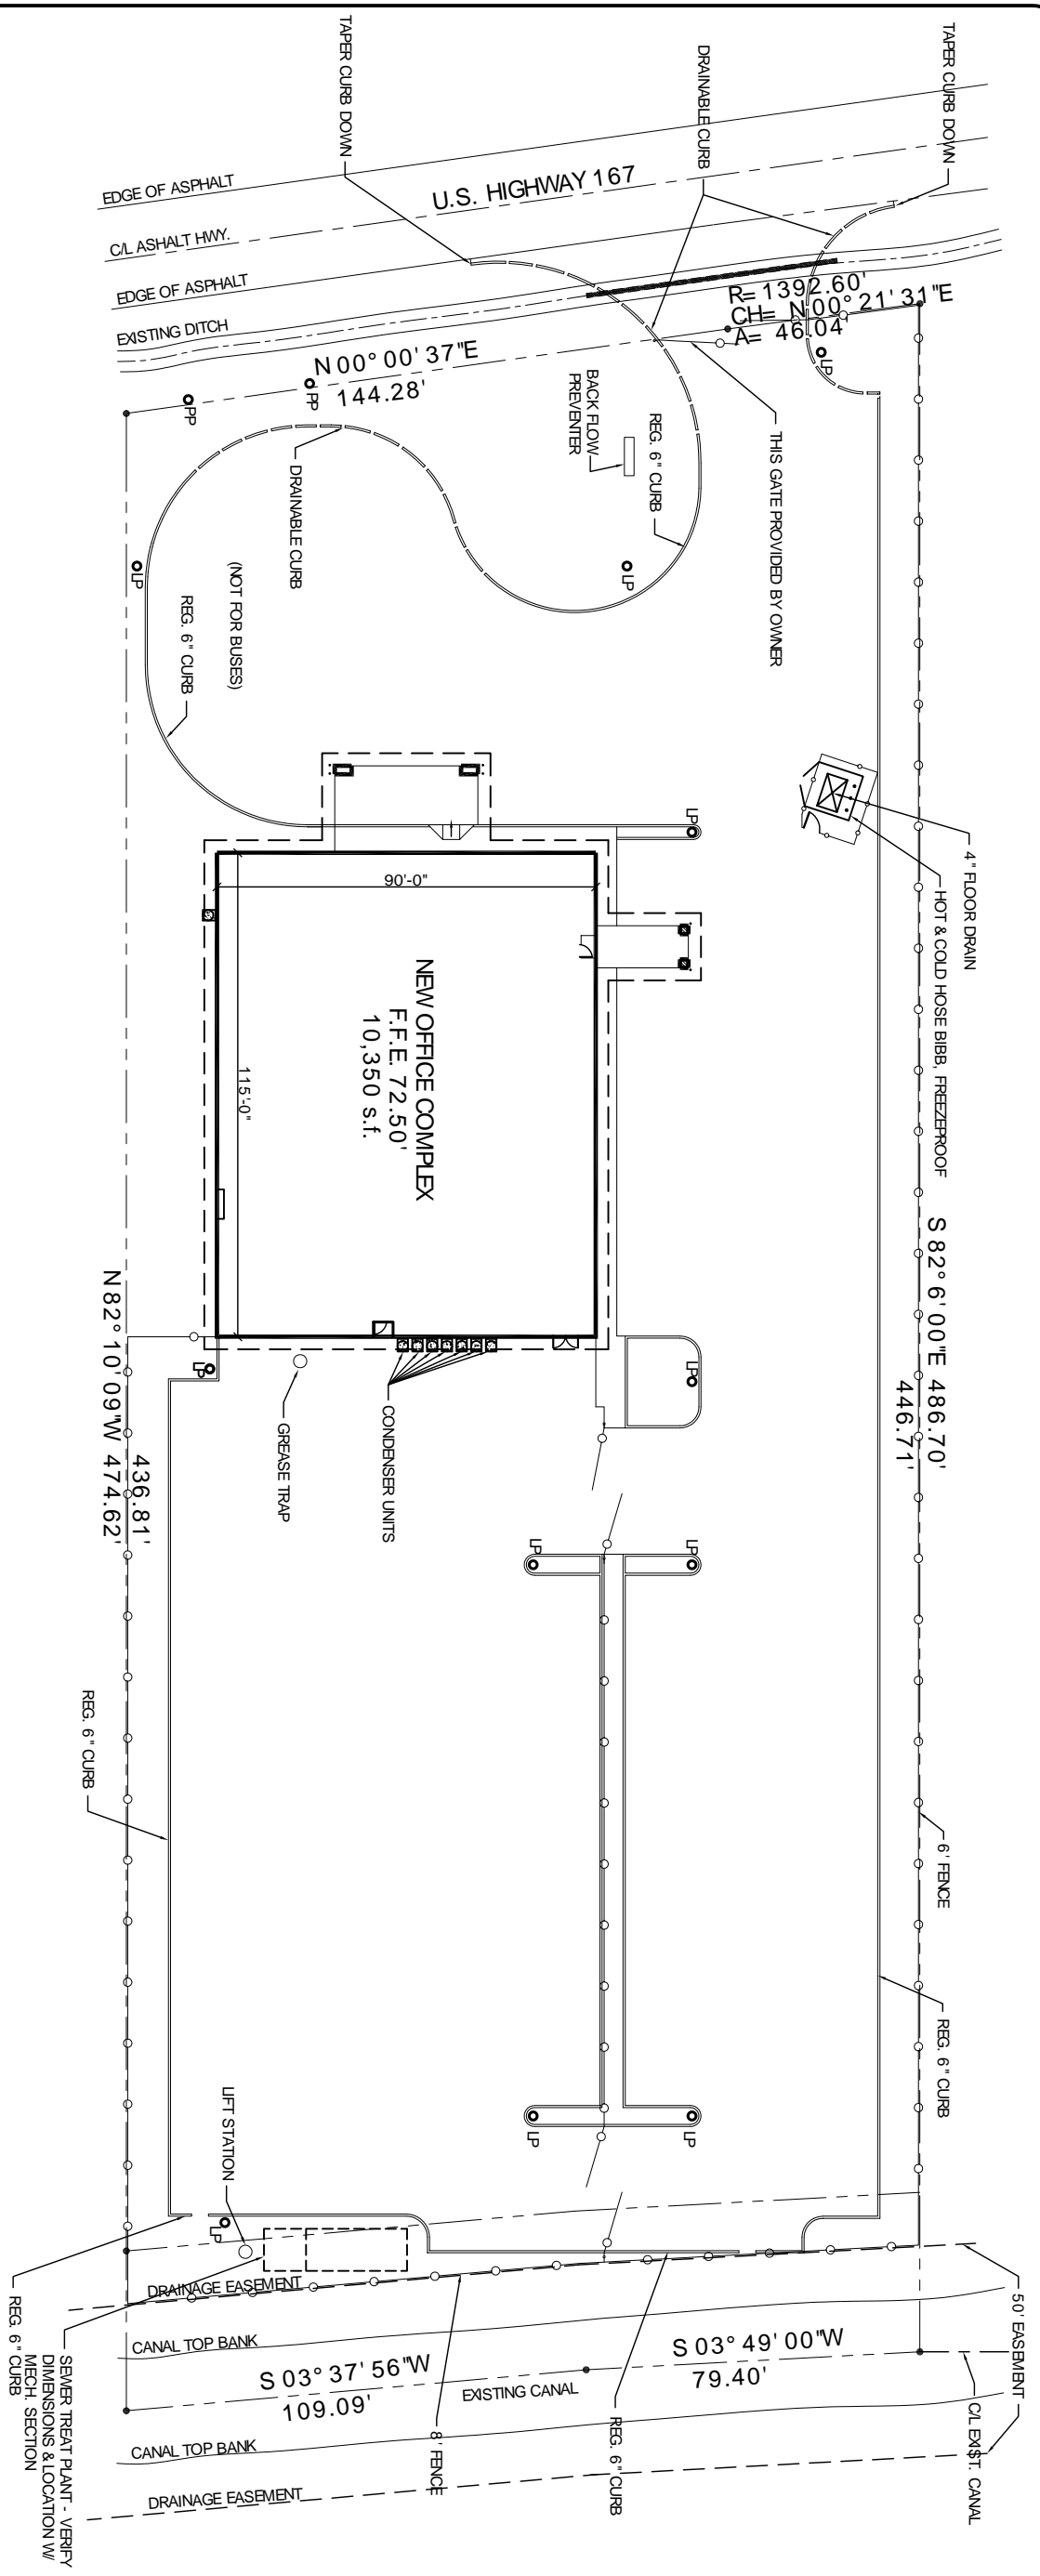 TAPER CURB DOWN
DRAINABLE CURB
TAPER CURB DOWN
EDGE OF ASPHALT
U.S. HIGHWAY 167
C/L ASHALT HWY.
EDGE OF ASPHALT
EXISTING DITCH
R= 1392.60'
CH= N 00° 21' 31"E
A= 46.04'
N 00° 00' 37"E
144.28'
PP
PP
LP
BACK FLOW
PREVENTER
REG. 6" CURB
THIS GATE PROVIDED BY OWNER
DRAINABLE CURB
LP
LP
(NOT FOR BUSES)
REG. 6" CURB
LP
4" FLOOR DRAIN
HOT & COLD HOSE BIBB, FREEZEPROOF
90'-0"
115'-0"
NEW OFFICE COMPLEX
F.F.E. 72.50'
10,350 s.f.
S 82° 6' 00"E 486.70'
446.71'
N 82° 10' 09"W 474.62'
436.81'
LP
LP
GREASE TRAP
CONDENSER UNITS
LP
LP
REG. 6" CURB
6' FENCE
REG. 6" CURB
LP
LP
LIFT STATION
LP
DRAINAGE EASEMENT
CANAL TOP BANK
S 03° 37' 56"W
109.09'
EXISTING CANAL
S 03° 49' 00"W
79.40'
CANAL TOP BANK
DRAINAGE EASEMENT
8' FENCE
REG. 6" CURB
50' EASEMENT
C/L EXIST. CANAL
SEWER TREAT PLANT - VERIFY
DIMENSIONS & LOCATION W/
MECH. SECTION
REG. 6" CURB